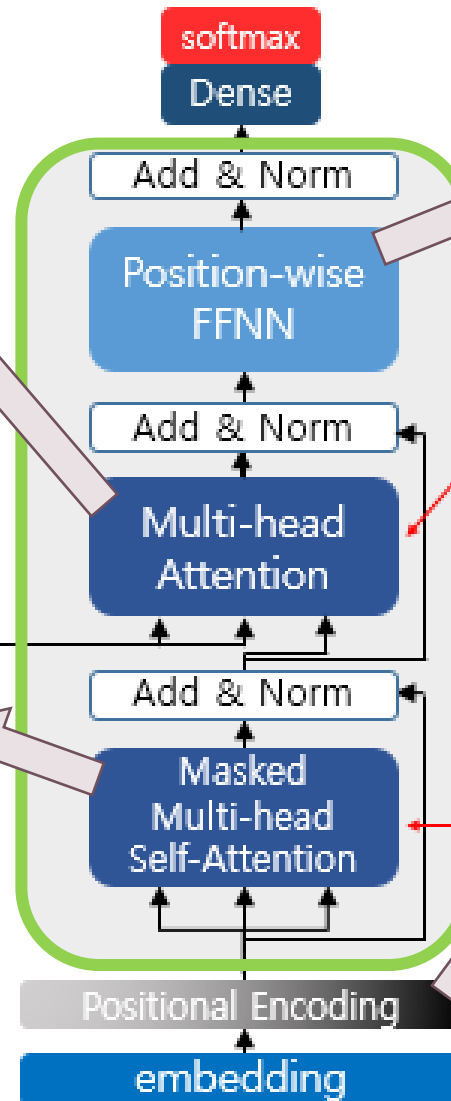 softmax
Dense
Add & Norm
Position-wise
FFNN
Add & Norm
Multi-head
Attention
Add & Norm
Masked
Multi-head
Self-Attention
Positional Encoding
embedding